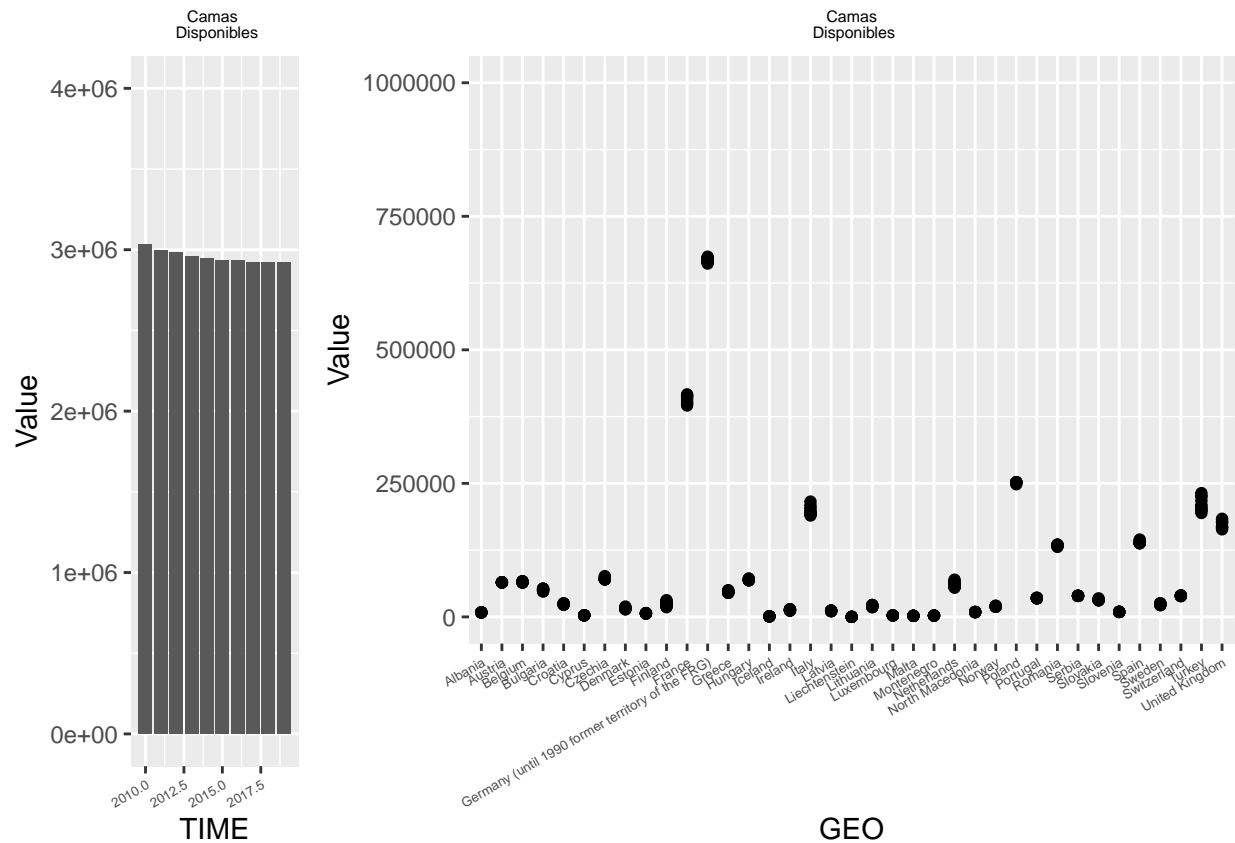 Camas
Disponibles
4e+06
3e+06
2e+06
1e+06
0e+00
Value
2010.0
2012.5
2015.0
2017.5
TIME
Camas
Disponibles
1000000
750000
500000
250000
0
Value
Albania
Austria
Belgium
Bulgaria
Croatia
Cyprus
Czechia
Denmark
Estonia
Finland
France
Germany (until 1990 former territory of the FRG)
Greece
Hungary
Iceland
Ireland
Italy
Latvia
Liechtenstein
Lithuania
Luxembourg
Malta
Montenegro
Netherlands
North Macedonia
Norway
Poland
Portugal
Romania
Serbia
Slovakia
Slovenia
Spain
Sweden
Switzerland
Turkey
United Kingdom
GEO